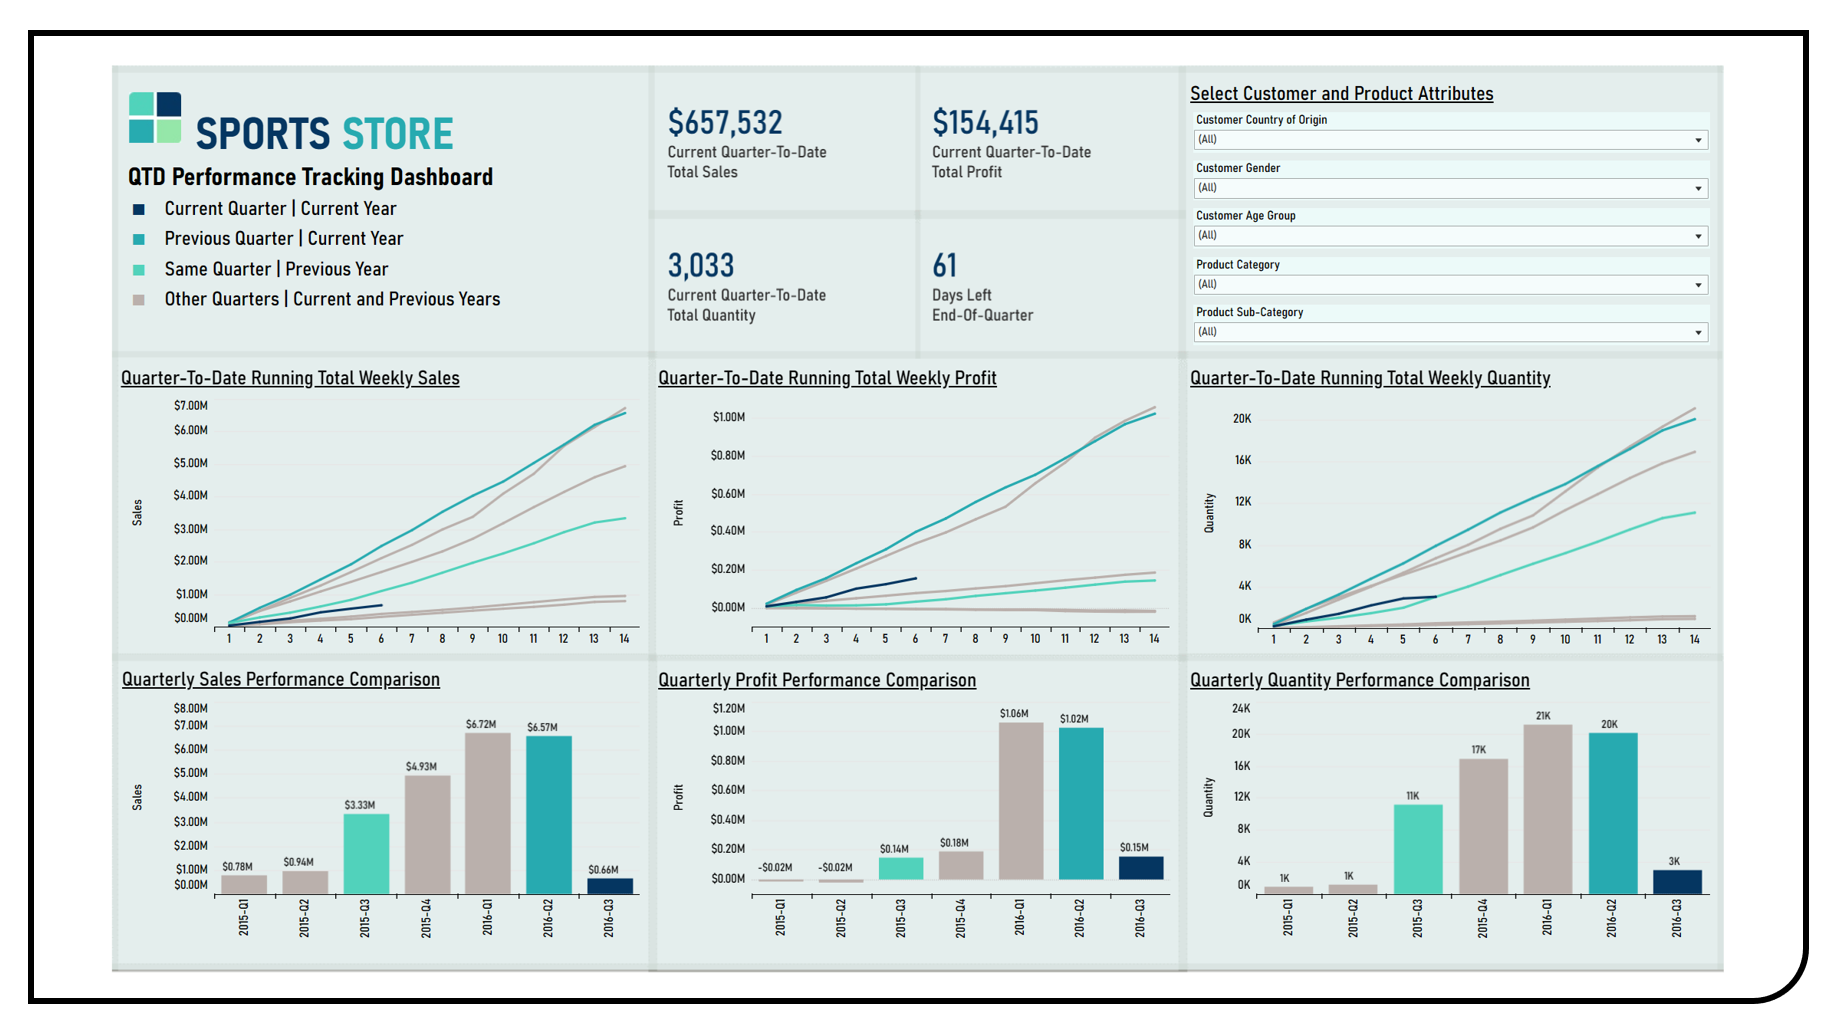 SPORTS STORE
QTD Performance Tracking Dashboard
Current Quarter | Current Year
Previous Quarter | Current Year
Same Quarter | Previous Year
Other Quarters | Current and Previous Years
$657,532
Current Quarter-To-Date
Total Sales
$154,415
Current Quarter-To-Date
Total Profit
3,033
Current Quarter-To-Date
Total Quantity
61
Days Left
End-Of-Quarter
Select Customer and Product Attributes
Customer Country of Origin
(All)
Customer Gender
(All)
Customer Age Group
(All)
Product Category
(All)
Product Sub-Category
(All)
Quarter-To-Date Running Total Weekly Sales
$7.00M
$6.00M
$5.00M
$4.00M
$3.00M
$2.00M
$1.00M
$0.00M
Sales
1 2 3 4 5 6 7 8 9 10 11 12 13 14
Quarter-To-Date Running Total Weekly Profit
$1.00M
$0.80M
$0.60M
$0.40M
$0.20M
$0.00M
Profit
1 2 3 4 5 6 7 8 9 10 11 12 13 14
Quarter-To-Date Running Total Weekly Quantity
20K
16K
12K
8K
4K
0K
Quantity
1 2 3 4 5 6 7 8 9 10 11 12 13 14
Quarterly Sales Performance Comparison
$8.00M
$7.00M
$6.00M
$5.00M
$4.00M
$3.00M
$2.00M
$1.00M
$0.00M
Sales
$0.78M $0.94M $3.33M $4.93M $6.72M $6.57M $0.66M
2015-Q1 2015-Q2 2015-Q3 2015-Q4 2016-Q1 2016-Q2 2016-Q3
Quarterly Profit Performance Comparison
$1.20M
$1.00M
$0.80M
$0.60M
$0.40M
$0.20M
$0.00M
Profit
-$0.02M -$0.02M $0.14M $0.18M $1.06M $1.02M $0.15M
2015-Q1 2015-Q2 2015-Q3 2015-Q4 2016-Q1 2016-Q2 2016-Q3
Quarterly Quantity Performance Comparison
24K
20K
16K
12K
8K
4K
0K
Quantity
1K 1K 11K 17K 21K 20K 3K
2015-Q1 2015-Q2 2015-Q3 2015-Q4 2016-Q1 2016-Q2 2016-Q3